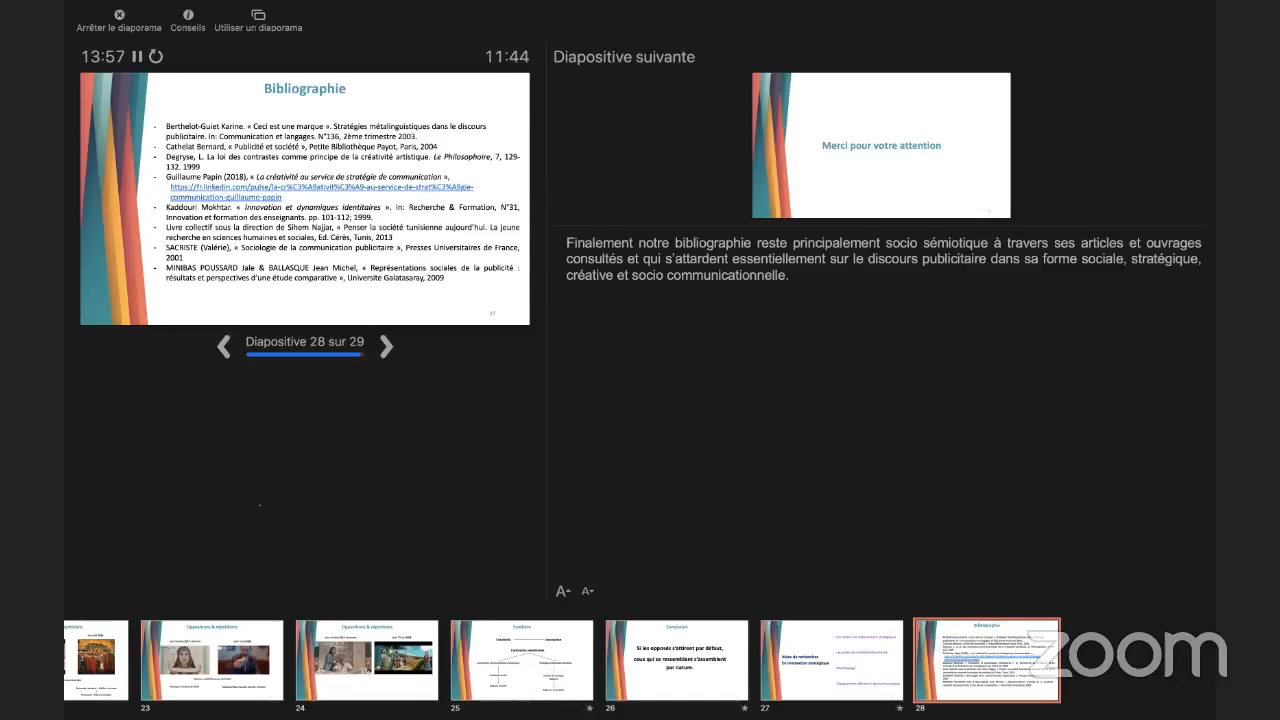 Arrêter le diaporama Conseils Utiliser un diaporama
13:57 11:44
Bibliographie
- Berthelot-Guiet Karine. « Ceci est une marque ». Stratégies métalinguistiques dans le discours
publicitaire. In: Communication et langages. N°136, 2ème trimestre 2003.
- Cathelat Bernard, « Publicité et société », Petite Bibliothèque Payot, Paris, 2004
- Degryse, L. La loi des contrastes comme principe de la créativité artistique. Le Philosophoire, 7, 129-
132. 1999
- Guillaume Papin (2018), « La créativité au service de stratégie de communication »,
https://fr.linkedin.com/pulse/la-cr%C3%A9ativit%C3%A9-au-service-de-strat%C3%A9gie-
communication-guillaume-papin
- Kaddouri Mokhtar. « Innovation et dynamiques identitaires ». In: Recherche & Formation, N°31,
Innovation et formation des enseignants. pp. 101-112; 1999.
- Livre collectif sous la direction de Sihem Najjar, « Penser la société tunisienne aujourd'hui. La jeune
recherche en sciences humaines et sociales, Ed. Cérès, Tunis, 2013
- SACRISTE (Valérie), « Sociologie de la communication publicitaire », Presses Universitaires de France,
2001
- MINIBAS POUSSARD Jale & BALLASQUE Jean Michel, « Représentations sociales de la publicité :
résultats et perspectives d'une étude comparative », Universite Galatasaray, 2009
Diapositive 28 sur 29
Diapositive suivante
Merci pour votre attention
Finalement notre bibliographie reste principalement socio sémiotique à travers ses articles et ouvrages
consultés et qui s'attardent essentiellement sur le discours publicitaire dans sa forme sociale, stratégique,
créative et socio communicationnelle.
A A
Oppositions & répétitions
23
Oppositions & répétitions
24
Synthèse
25
Conclusion
Si les opposés s'attirent par défaut,
ceux qui se ressemblent s'assemblent
par nature.
26
27
Bibliographie
28
zoom